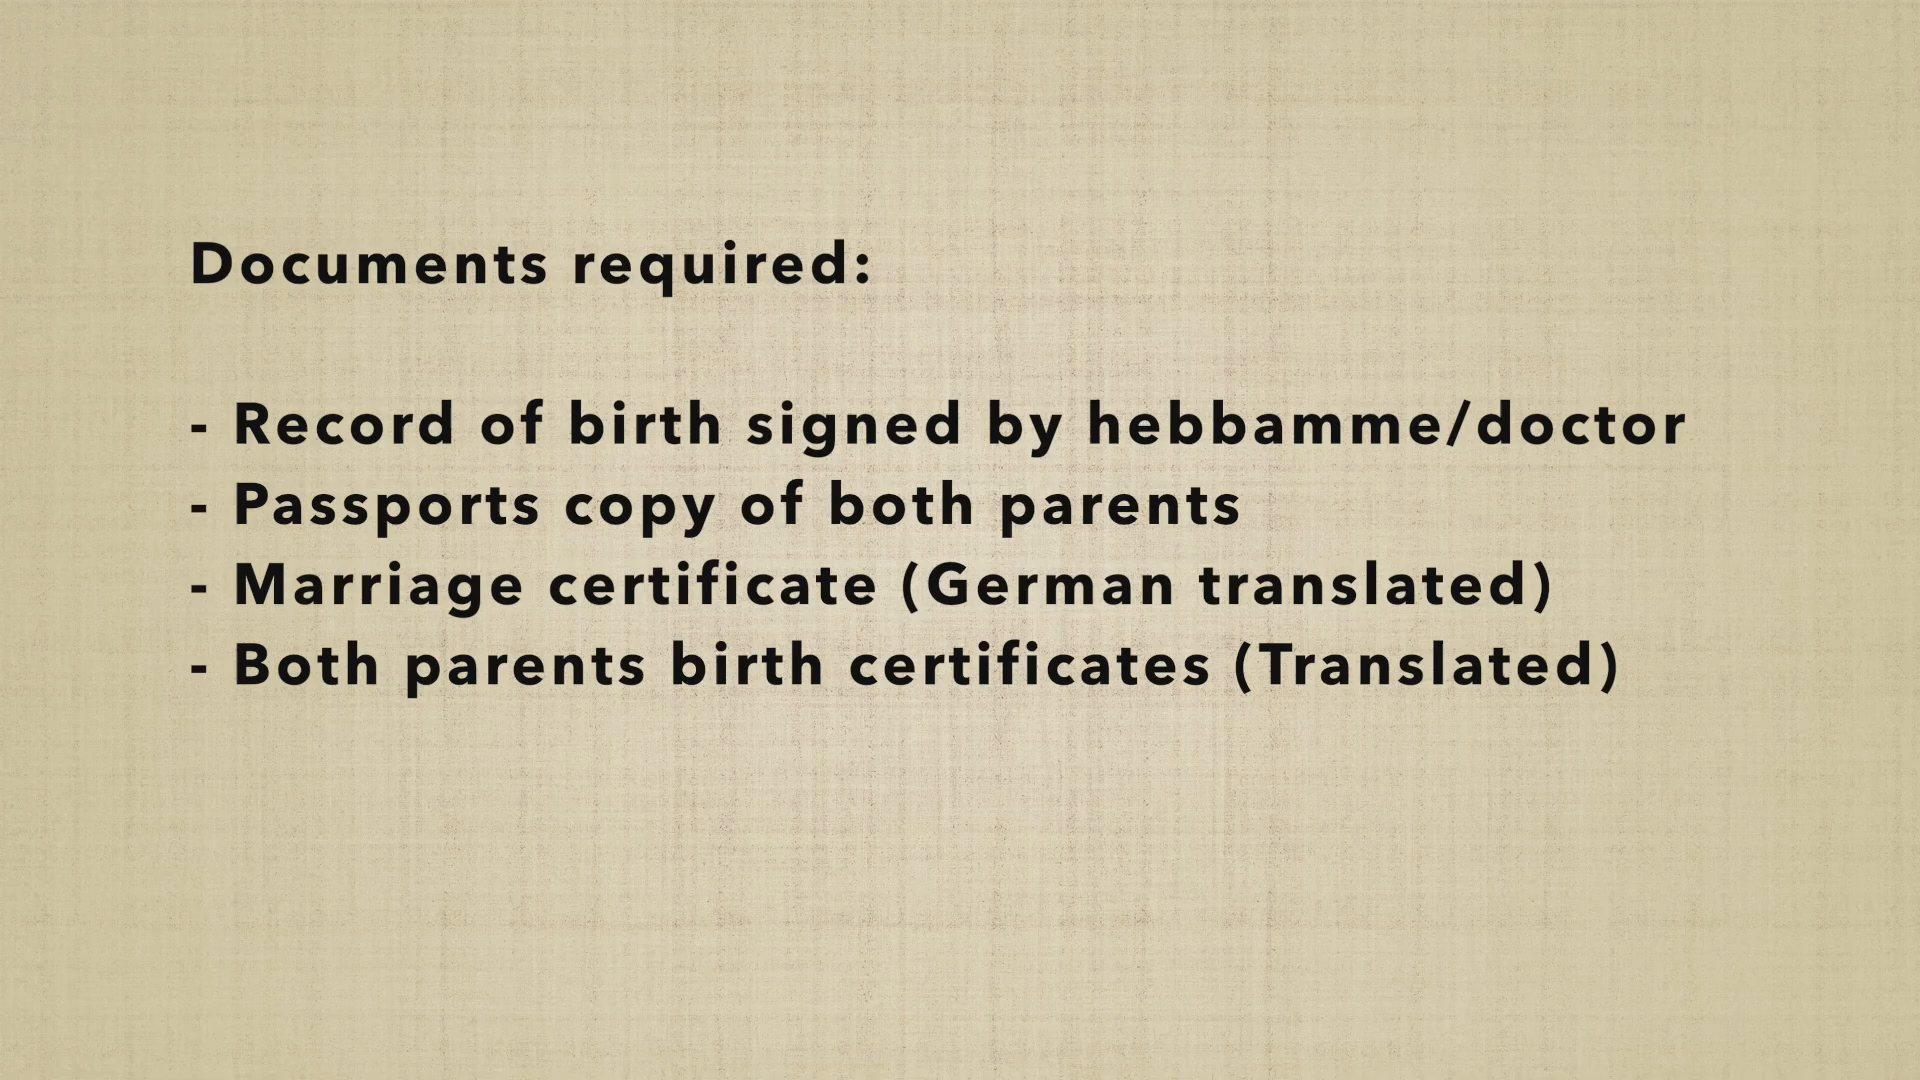 Documents required:
- Record of birth signed by hebbamme/doctor
- Passports copy of both parents
- Marriage certificate (German translated)
- Both parents birth certificates (Translated)